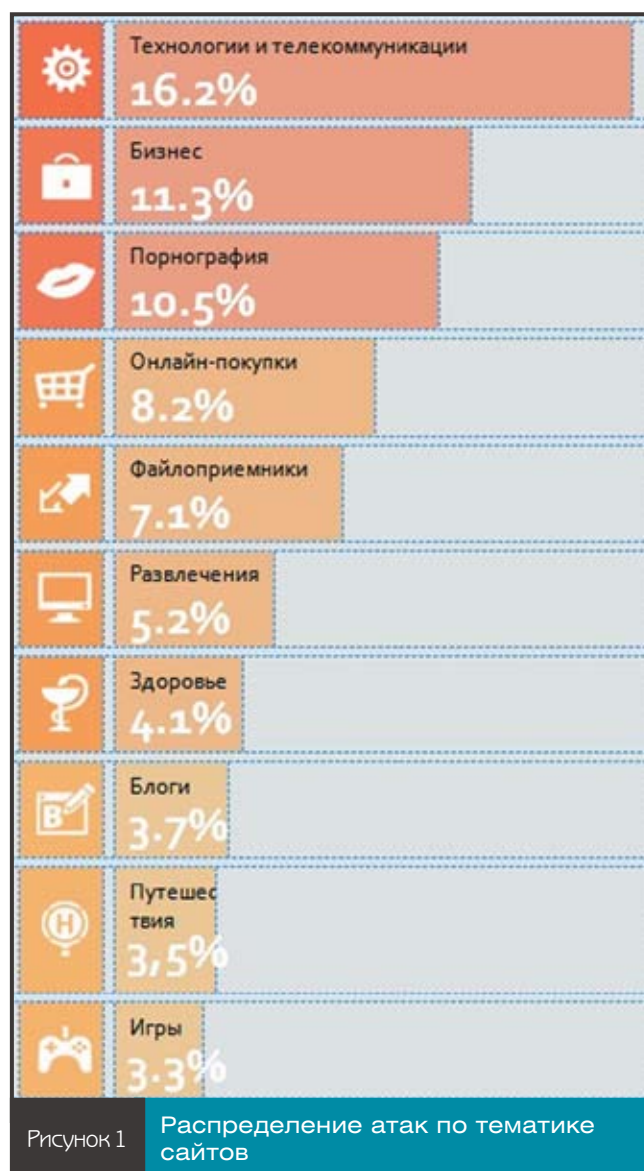 Технологии и телекоммуникации
16.2%
Бизнес
11.3%
Порнография
10.5%
Онлайн-покупки
8.2%
Файлоприемники
7.1%
Развлечения
5.2%
Здоровье
4.1%
B
Блоги
3.7%
H
Путешес
твия
3,5%
Игры
3.3%
Рисунок 1
Распределение атак по тематике
сайтов